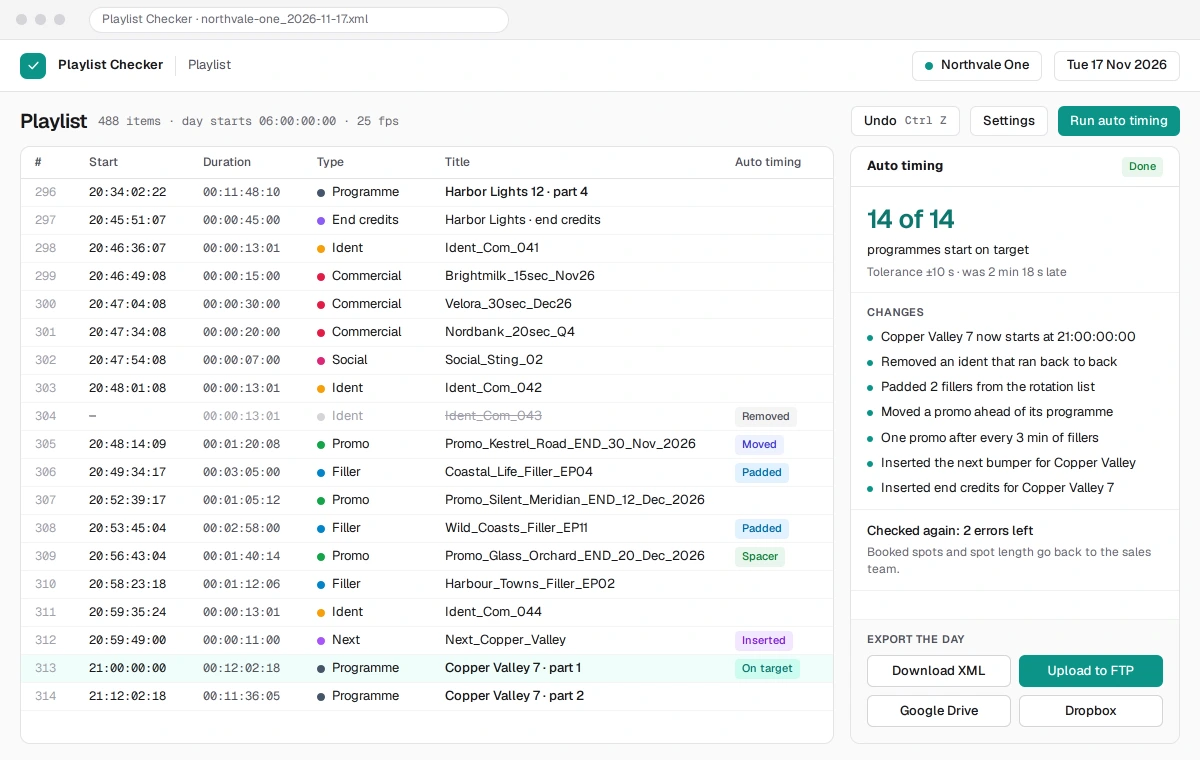 Playlist Checker · northvale-one_2026-11-17.xml
Playlist Checker Playlist Northvale One Tue 17 Nov 2026
Playlist 488 items · day starts 06:00:00:00 · 25 fps Undo Ctrl Z Settings Run auto timing
# Start Duration Type Title Auto timing
296 20:34:02:22 00:11:48:10 Programme Harbor Lights 12 · part 4
297 20:45:51:07 00:00:45:00 End credits Harbor Lights · end credits
298 20:46:36:07 00:00:13:01 Ident Ident_Com_041
299 20:46:49:08 00:00:15:00 Commercial Brightmilk_15sec_Nov26
300 20:47:04:08 00:00:30:00 Commercial Velora_30sec_Dec26
301 20:47:34:08 00:00:20:00 Commercial Nordbank_20sec_Q4
302 20:47:54:08 00:00:07:00 Social Social_Sting_02
303 20:48:01:08 00:00:13:01 Ident Ident_Com_042
304 – 00:00:13:01 Ident Ident_Com_043 Removed
305 20:48:14:09 00:01:20:08 Promo Promo_Kestrel_Road_END_30_Nov_2026 Moved
306 20:49:34:17 00:03:05:00 Filler Coastal_Life_Filler_EP04 Padded
307 20:52:39:17 00:01:05:12 Promo Promo_Silent_Meridian_END_12_Dec_2026
308 20:53:45:04 00:02:58:00 Filler Wild_Coasts_Filler_EP11 Padded
309 20:56:43:04 00:01:40:14 Promo Promo_Glass_Orchard_END_20_Dec_2026 Spacer
310 20:58:23:18 00:01:12:06 Filler Harbour_Towns_Filler_EP02
311 20:59:35:24 00:00:13:01 Ident Ident_Com_044
312 20:59:49:00 00:00:11:00 Next Next_Copper_Valley Inserted
313 21:00:00:00 00:12:02:18 Programme Copper Valley 7 · part 1 On target
314 21:12:02:18 00:11:36:05 Programme Copper Valley 7 · part 2
Auto timing Done
14 of 14
programmes start on target
Tolerance ±10 s · was 2 min 18 s late
CHANGES
Copper Valley 7 now starts at 21:00:00:00
Removed an ident that ran back to back
Padded 2 fillers from the rotation list
Moved a promo ahead of its programme
One promo after every 3 min of fillers
Inserted the next bumper for Copper Valley
Inserted end credits for Copper Valley 7
Checked again: 2 errors left
Booked spots and spot length go back to the sales
team.
EXPORT THE DAY
Download XML Upload to FTP
Google Drive Dropbox